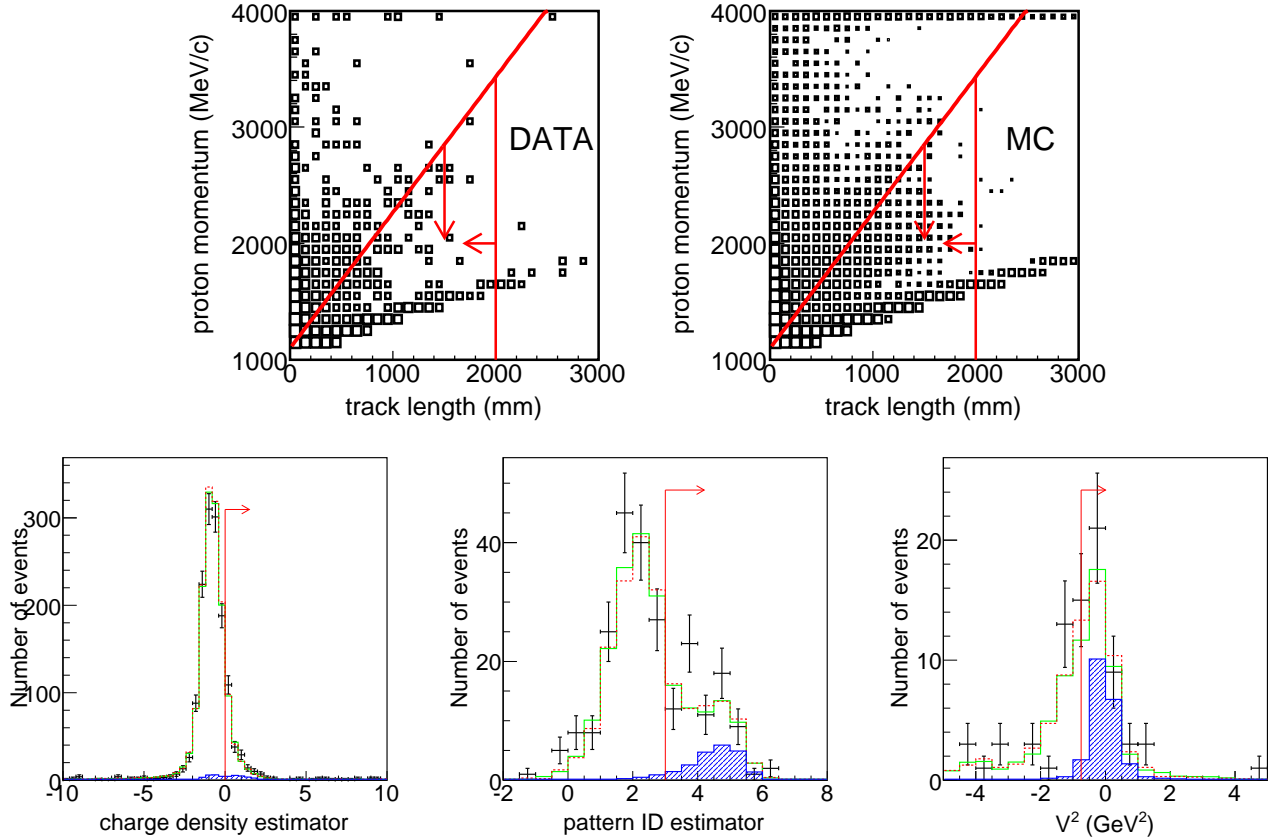 4000
3000
2000
1000
proton momentum (MeV/c)
DATA
0 1000 2000 3000
track length (mm)
4000
3000
2000
1000
proton momentum (MeV/c)
MC
0 1000 2000 3000
track length (mm)
300
200
100
0
Number of events
-10 -5 0 5 10
charge density estimator
40
20
0
Number of events
-2 0 2 4 6 8
pattern ID estimator
20
10
0
Number of events
-4 -2 0 2 4
V² (GeV²)